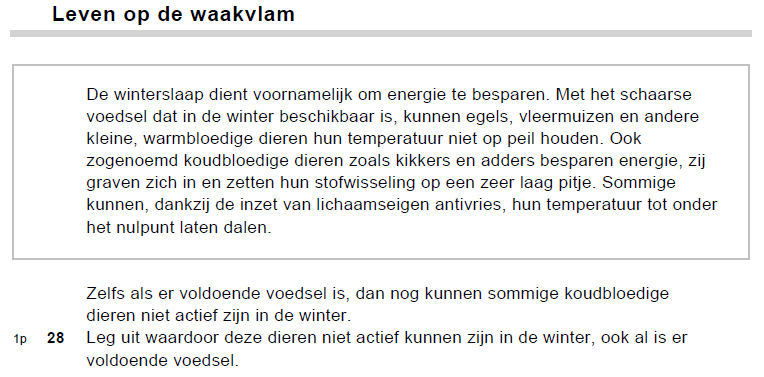 Leven op de waakvlam
De winterslaap dient voornamelijk om energie te besparen. Met het schaarse
voedsel dat in de winter beschikbaar is, kunnen egels, vleermuizen en andere
kleine, warmbloedige dieren hun temperatuur niet op peil houden. Ook
zogenoemd koudbloedige dieren zoals kikkers en adders besparen energie, zij
graven zich in en zetten hun stofwisseling op een zeer laag pitje. Sommige
kunnen, dankzij de inzet van lichaamseigen antivries, hun temperatuur tot onder
het nulpunt laten dalen.
Zelfs als er voldoende voedsel is, dan nog kunnen sommige koudbloedige
dieren niet actief zijn in de winter.
1p 28 Leg uit waardoor deze dieren niet actief kunnen zijn in de winter, ook al is er
voldoende voedsel.